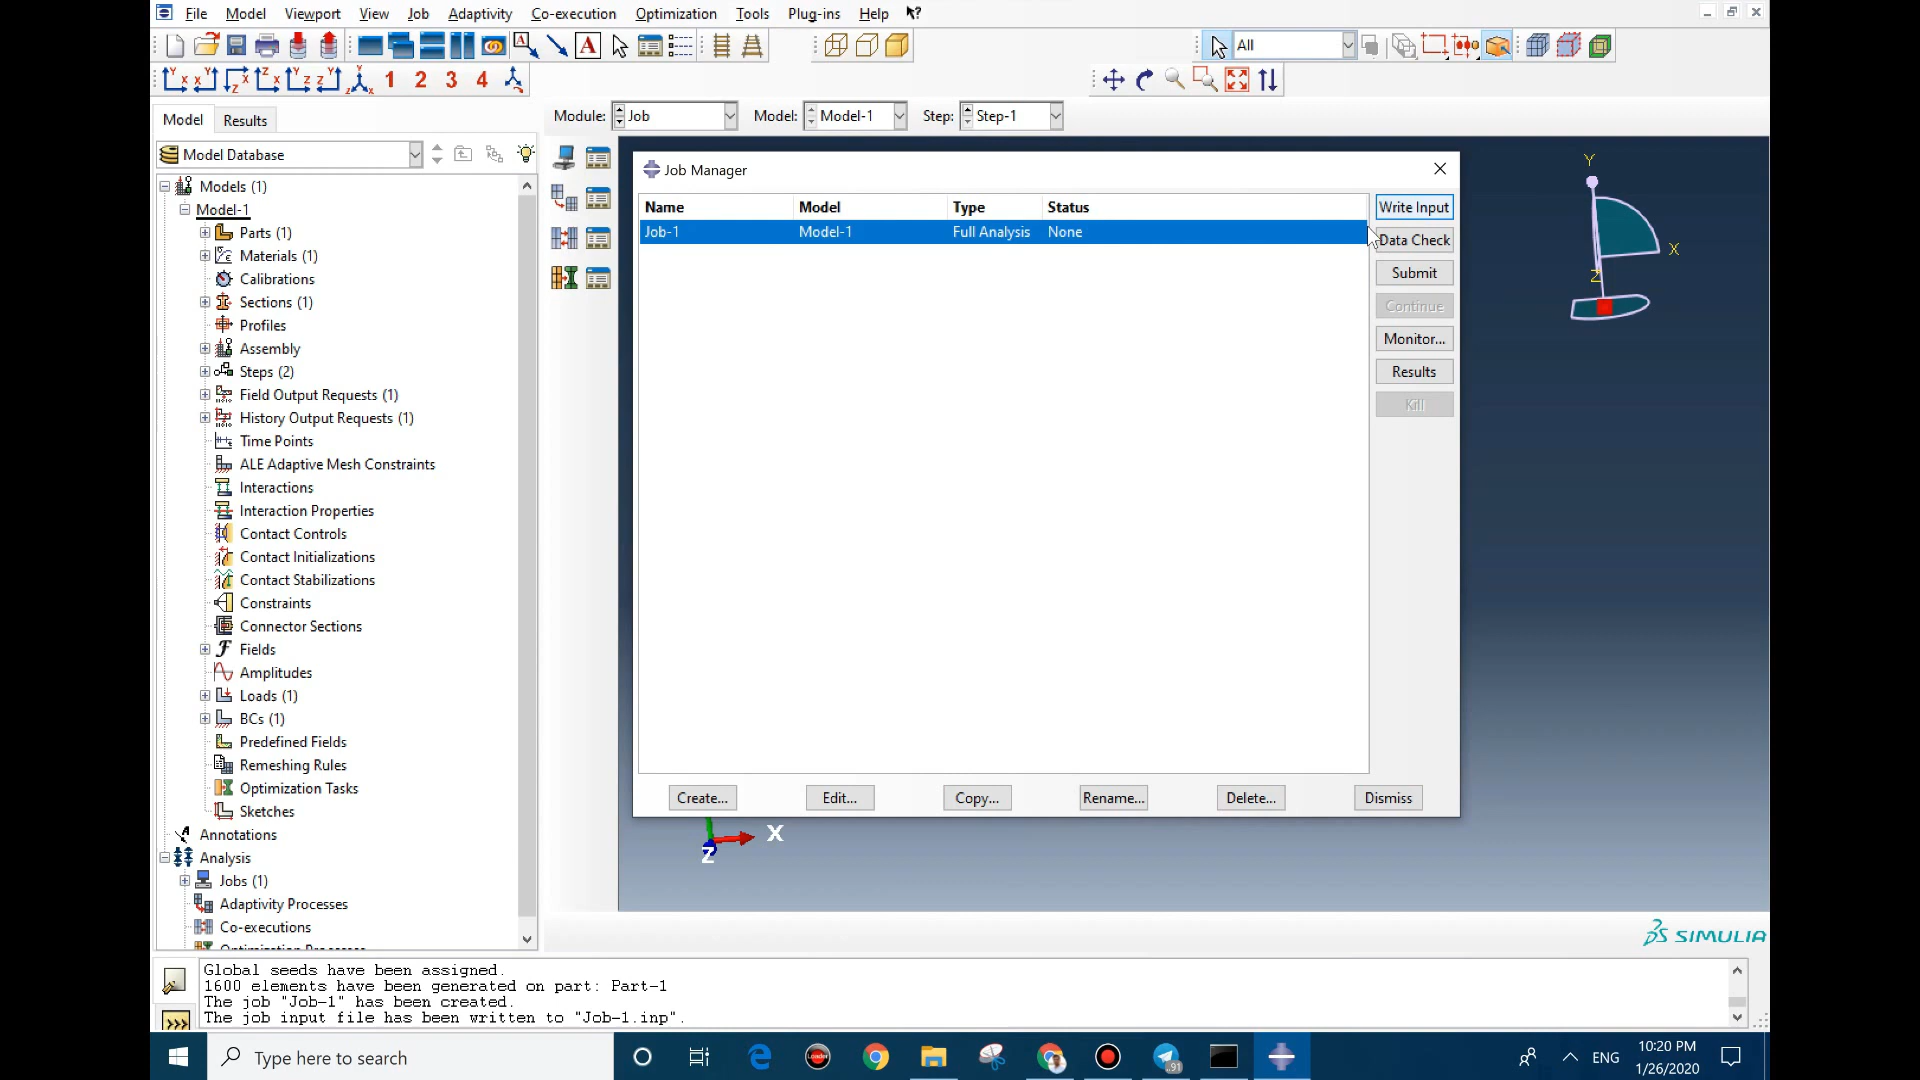 File Model Viewport View Job Adaptivity Co-execution Optimization Tools Plug-ins Help
All
1 2 3 4
Model Results
Module: Job Model: Model-1 Step: Step-1
Model Database
Models (1)
Model-1
Parts (1)
Materials (1)
Calibrations
Sections (1)
Profiles
Assembly
Steps (2)
Field Output Requests (1)
History Output Requests (1)
Time Points
ALE Adaptive Mesh Constraints
Interactions
Interaction Properties
Contact Controls
Contact Initializations
Contact Stabilizations
Constraints
Connector Sections
Fields
Amplitudes
Loads (1)
BCs (1)
Predefined Fields
Remeshing Rules
Optimization Tasks
Sketches
Annotations
Analysis
Jobs (1)
Adaptivity Processes
Co-executions
Optimization Processes
Job Manager
Name Model Type Status
Job-1 Model-1 Full Analysis None
Write Input
Data Check
Submit
Continue
Monitor...
Results
Kill
Create... Edit... Copy... Rename... Delete... Dismiss
Y
X
Z
X
Z
SIMULIA
Global seeds have been assigned.
1600 elements have been generated on part: Part-1
The job "Job-1" has been created.
The job input file has been written to "Job-1.inp".
Type here to search
Loader
91
ENG
10:20 PM
1/26/2020